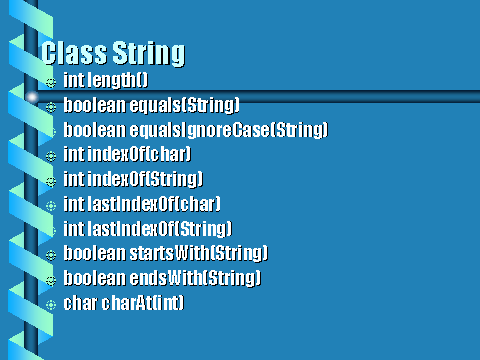 Class String
int length()
boolean equals(String)
boolean equalsIgnoreCase(String)
int indexOf(char)
int indexOf(String)
int lastIndexOf(char)
int lastIndexOf(String)
boolean startsWith(String)
boolean endsWith(String)
char charAt(int)